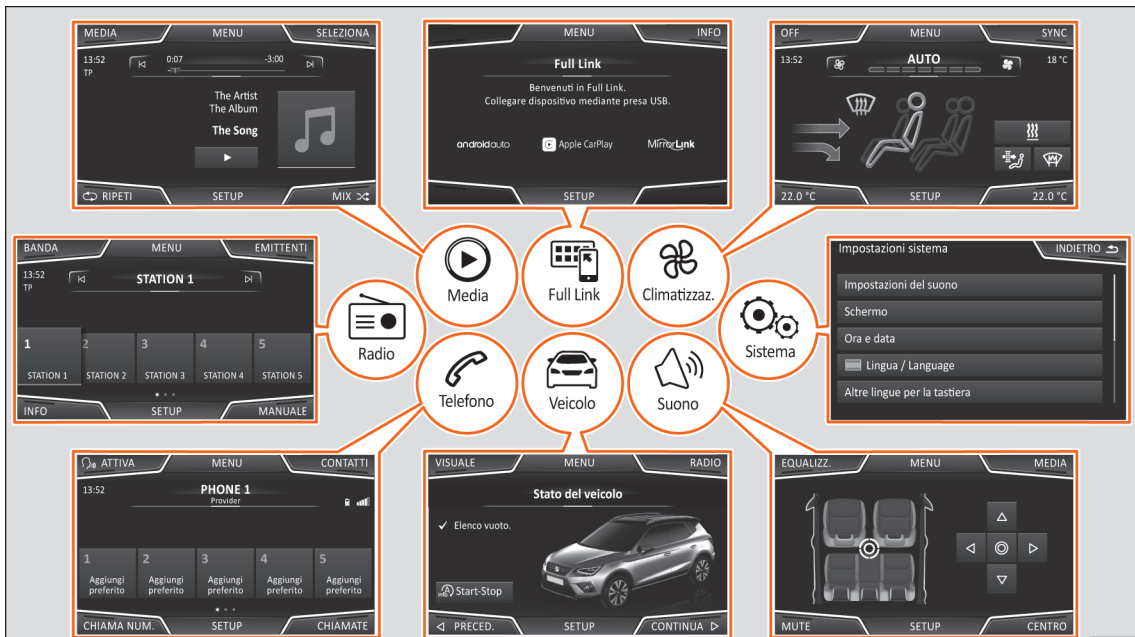 MEDIA MENU SELEZIONA
13:52 0:07 -3:00
TP
The Artist
The Album
The Song
RIPETI SETUP MIX
MENU INFO
Full Link
Benvenuti in Full Link.
Collegare dispositivo mediante presa USB.
androidauto Apple CarPlay MirrorLink
SETUP
OFF MENU SYNC
13:52 AUTO 18 °C
22.0 °C SETUP 22.0 °C
BANDA MENU EMITTENTI
13:52
TP
STATION 1
1 2 3 4 5
STATION 1 STATION 2 STATION 3 STATION 4 STATION 5
INFO SETUP MANUALE
Radio
Media
Full Link
Climatizzaz.
Sistema
Telefono
Veicolo
Suono
Impostazioni sistema INDIETRO
Impostazioni del suono
Schermo
Ora e data
Lingua / Language
Altre lingue per la tastiera
ATTIVA MENU CONTATTI
13:52 PHONE 1
Provider
1 2 3 4 5
Aggiungi Aggiungi Aggiungi Aggiungi Aggiungi
preferito preferito preferito preferito preferito
CHIAMA NUM. SETUP CHIAMATE
VISUALE MENU RADIO
Stato del veicolo
Elenco vuoto.
info Start-Stop
PRECED. SETUP CONTINUA
EQUALIZZ. MENU MEDIA
MUTE SETUP CENTRO